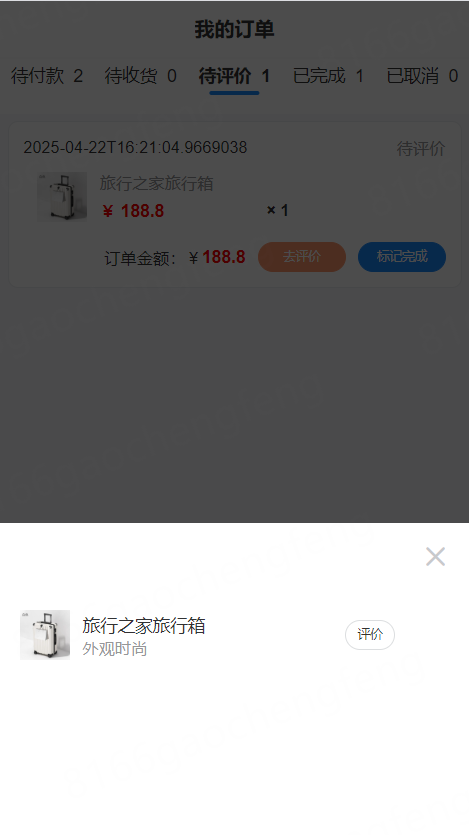 我的订单
待付款 2 待收货 0 待评价 1 已完成 1 已取消 0
2025-04-22T16:21:04.9669038 待评价
旅行之家旅行箱
¥ 188.8 × 1
订单金额：¥188.8 去评价 标记完成
旅行之家旅行箱
外观时尚
评价